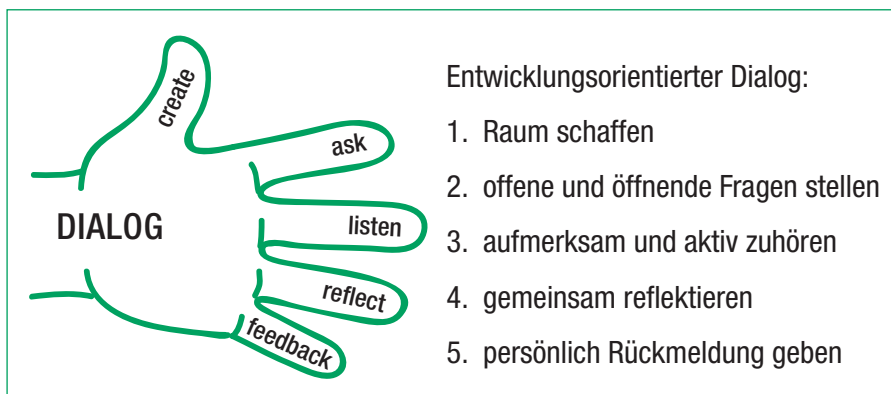 create
ask
DIALOG
listen
reflect
feedback
Entwicklungsorientierter Dialog:
1. Raum schaffen
2. offene und öffnende Fragen stellen
3. aufmerksam und aktiv zuhören
4. gemeinsam reflektieren
5. persönlich Rückmeldung geben